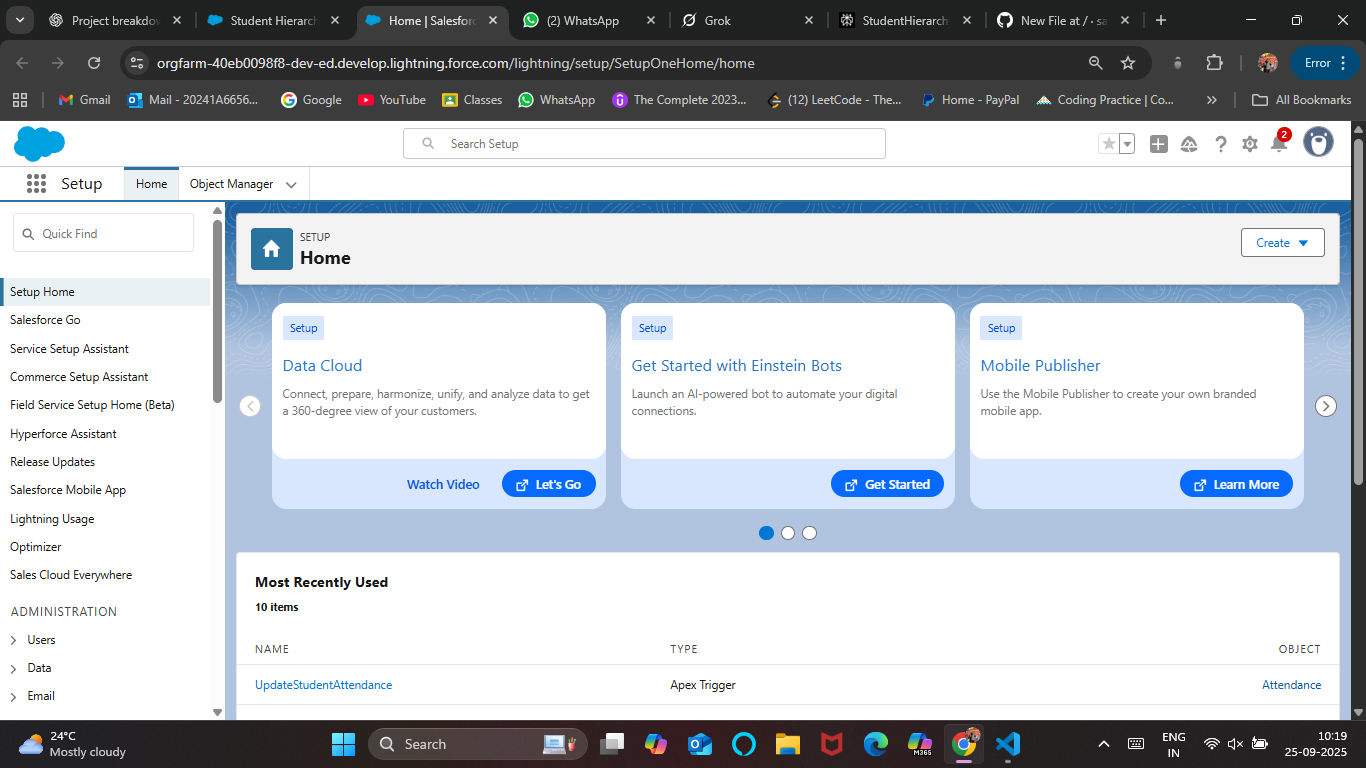 Project breakdow
Student Hierarch
Home | Salesforc
(2) WhatsApp
Grok
StudentHierarch
New File at / · sa
orgfarm-40eb0098f8-dev-ed.develop.lightning.force.com/lightning/setup/SetupOneHome/home
Error
Gmail
Mail - 20241A6656...
Google
YouTube
Classes
WhatsApp
The Complete 2023...
(12) LeetCode - The...
Home - PayPal
Coding Practice | Co...
All Bookmarks
Search Setup
2
Setup
Home
Object Manager
Quick Find
Setup Home
Salesforce Go
Service Setup Assistant
Commerce Setup Assistant
Field Service Setup Home (Beta)
Hyperforce Assistant
Release Updates
Salesforce Mobile App
Lightning Usage
Optimizer
Sales Cloud Everywhere
ADMINISTRATION
Users
Data
Email
SETUP
Home
Create
Setup
Data Cloud
Connect, prepare, harmonize, unify, and analyze data to get
a 360-degree view of your customers.
Watch Video
Let's Go
Setup
Get Started with Einstein Bots
Launch an AI-powered bot to automate your digital
connections.
Get Started
Setup
Mobile Publisher
Use the Mobile Publisher to create your own branded
mobile app.
Learn More
Most Recently Used
10 items
NAME
TYPE
OBJECT
UpdateStudentAttendance
Apex Trigger
Attendance
24°C
Mostly cloudy
Search
M365
ENG
IN
10:19
25-09-2025